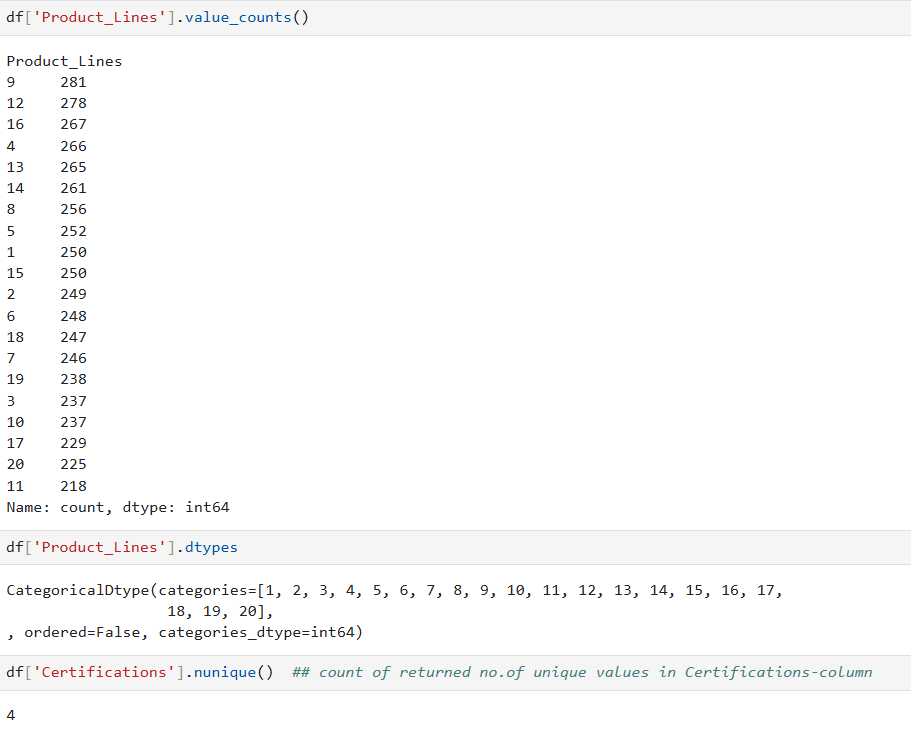 df['Product_Lines'].value_counts()
Product_Lines
9     281
12    278
16    267
4     266
13    265
14    261
8     256
5     252
1     250
15    250
2     249
6     248
18    247
7     246
19    238
3     237
10    237
17    229
20    225
11    218
Name: count, dtype: int64
df['Product_Lines'].dtypes
CategoricalDtype(categories=[1, 2, 3, 4, 5, 6, 7, 8, 9, 10, 11, 12, 13, 14, 15, 16, 17,
                  18, 19, 20],
, ordered=False, categories_dtype=int64)
df['Certifications'].nunique()  ## count of returned no.of unique values in Certifications-column
4